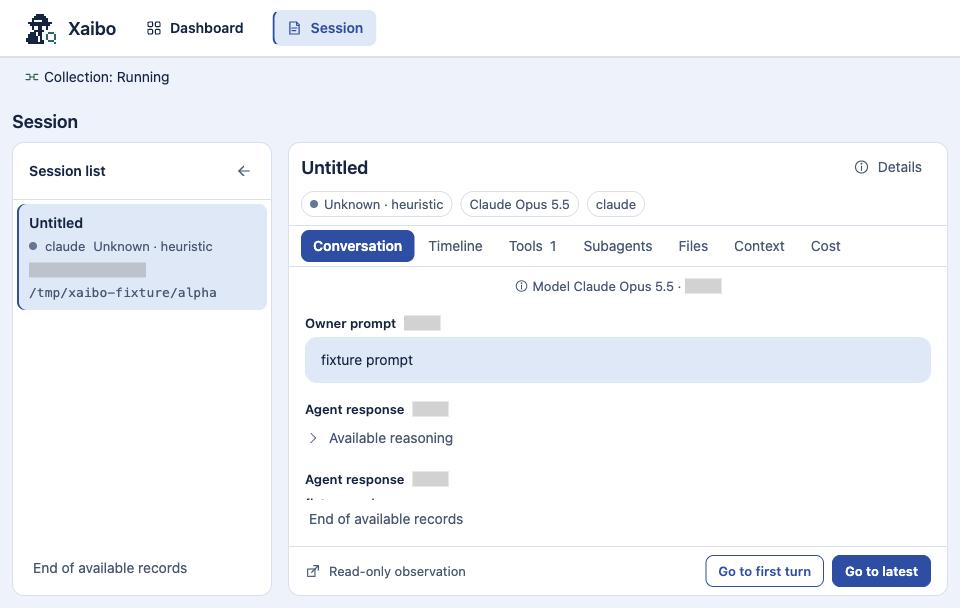 Xaibo
Dashboard
Session
Collection: Running
Session
Session list
Untitled
claude Unknown · heuristic
/tmp/xaibo-fixture/alpha
End of available records
Untitled
Details
Unknown · heuristic
Claude Opus 5.5
claude
Conversation
Timeline
Tools 1
Subagents
Files
Context
Cost
Model Claude Opus 5.5 ·
Owner prompt
fixture prompt
Agent response
Available reasoning
Agent response
End of available records
Read-only observation
Go to first turn
Go to latest